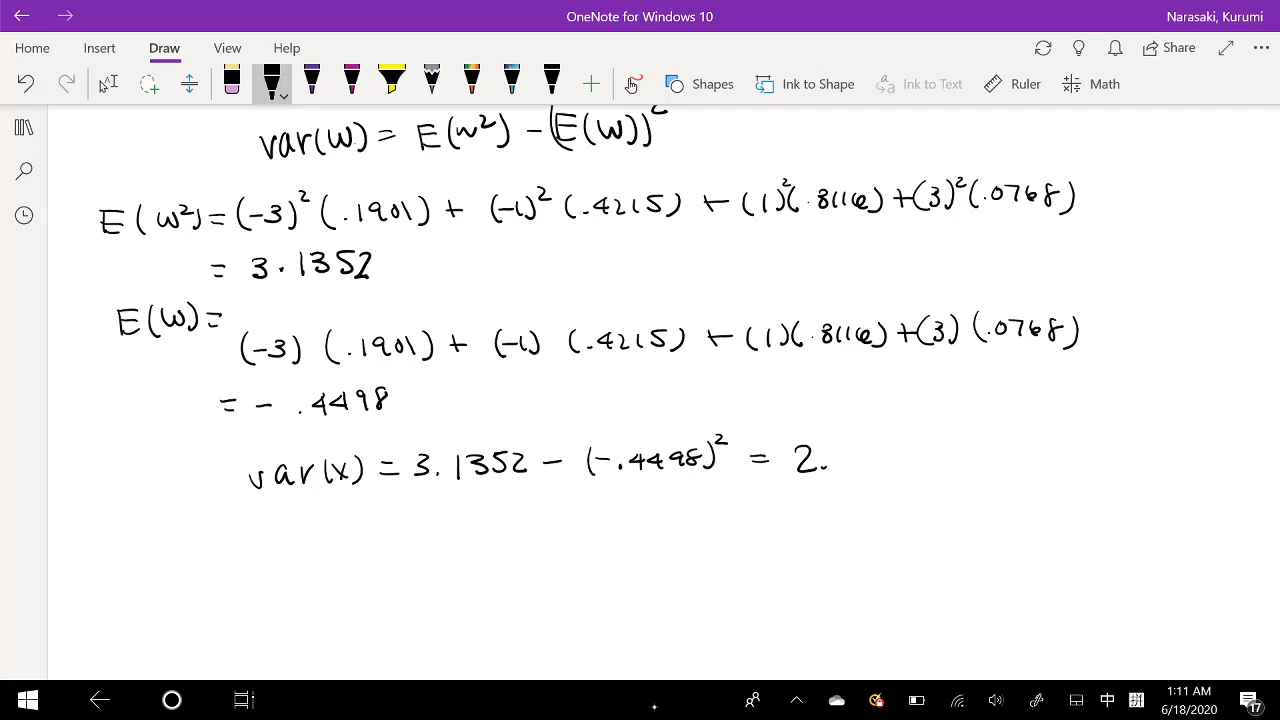 OneNote for Windows 10
Narasaki, Kurumi
Home Insert Draw View Help
Share
Shapes Ink to Shape Ink to Text Ruler Math
var(W) = E(W²) - (E(W))²
E(W²) = (-3)² (.1901) + (-1)² (.4215) + (1)²(.8116) + (3)² (.0768)
= 3.1352
E(W) =
(-3) (.1901) + (-1) (.4215) + (1)(.8116) + (3) (.0768)
= - .4498
var(X) = 3.1352 - (-.4498)² = 2.
中 拼
1:11 AM
6/18/2020
17